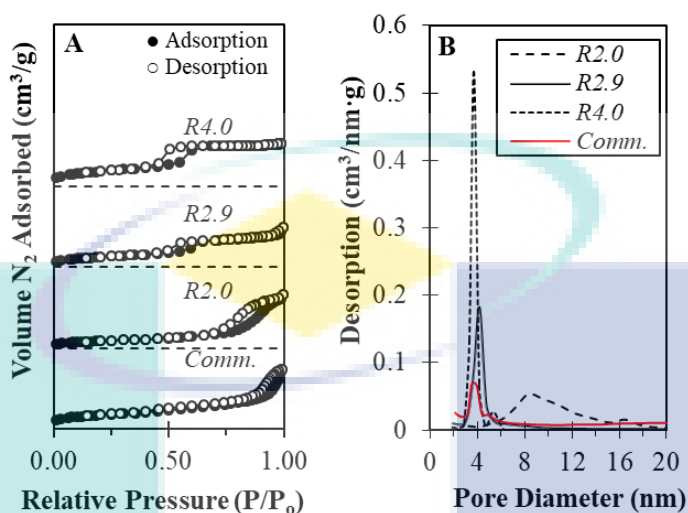 A
● Adsorption
○ Desorption
R4.0
R2.9
R2.0
Comm.
Volume N₂ Adsorbed (cm³/g)
0.00 0.50 1.00
Relative Pressure (P/Pₒ)
B
R2.0
R2.9
R4.0
Comm.
Desorption (cm³/nm·g)
0.6
0.5
0.4
0.3
0.2
0.1
0
0 4 8 12 16 20
Pore Diameter (nm)